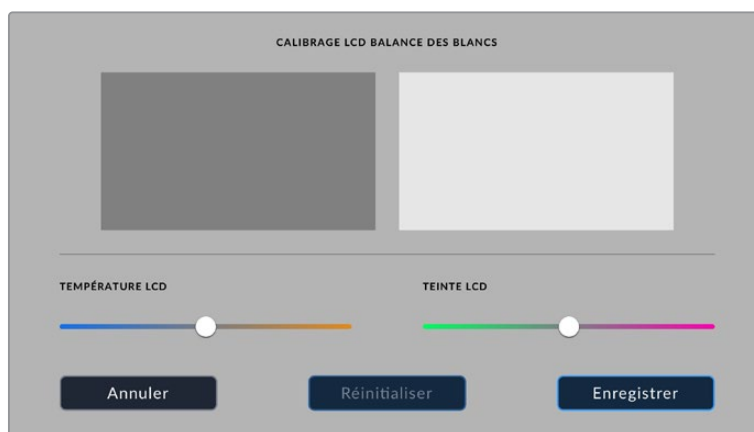 CALIBRAGE LCD BALANCE DES BLANCS
TEMPÉRATURE LCD
TEINTE LCD
Annuler
Réinitialiser
Enregistrer